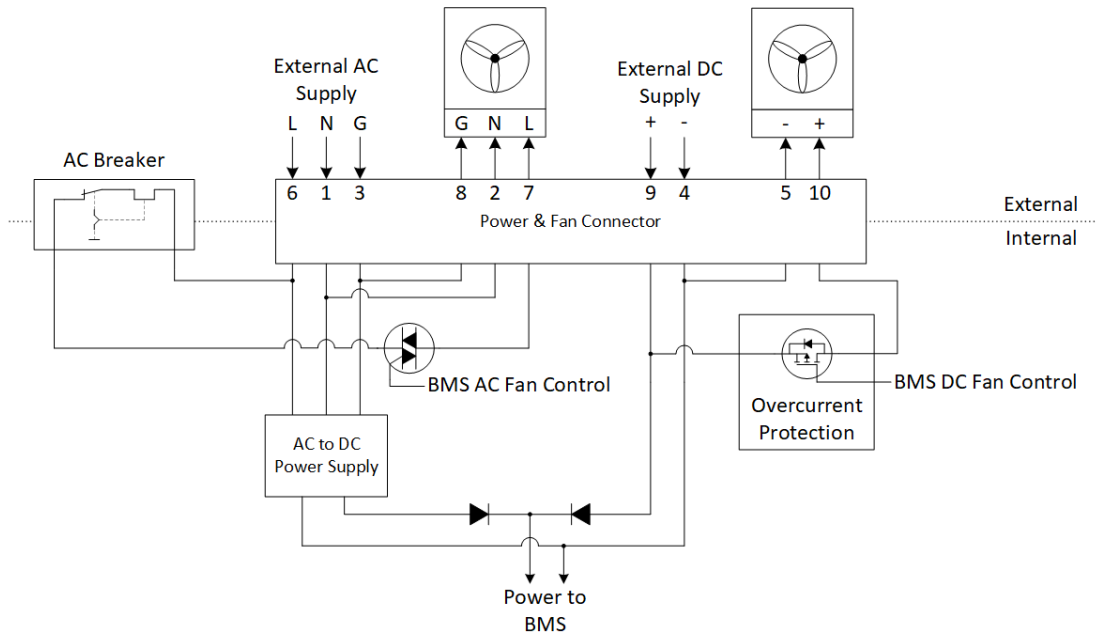 External AC
Supply
L N G
G N L
External DC
Supply
+ -
- +
AC Breaker
6 1 3 8 2 7 9 4 5 10
Power & Fan Connector
External
Internal
BMS AC Fan Control
BMS DC Fan Control
Overcurrent
Protection
AC to DC
Power Supply
Power to
BMS